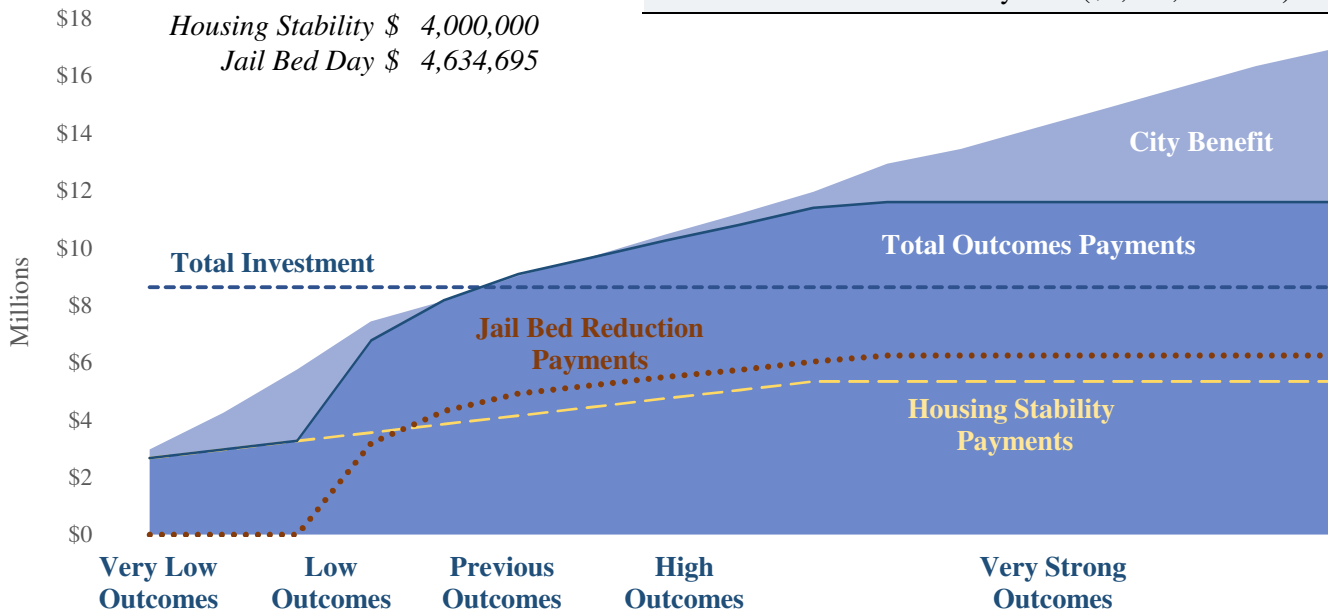 $18
Housing Stability $ 4,000,000
Jail Bed Day $ 4,634,695
$16
$14
City Benefit
$12
$10
Total Outcomes Payments
Total Investment
$8
Millions
Jail Bed Reduction
Payments
$6
$4
Housing Stability
Payments
$2
$0
Very Low
Outcomes
Low
Outcomes
Previous
Outcomes
High
Outcomes
Very Strong
Outcomes